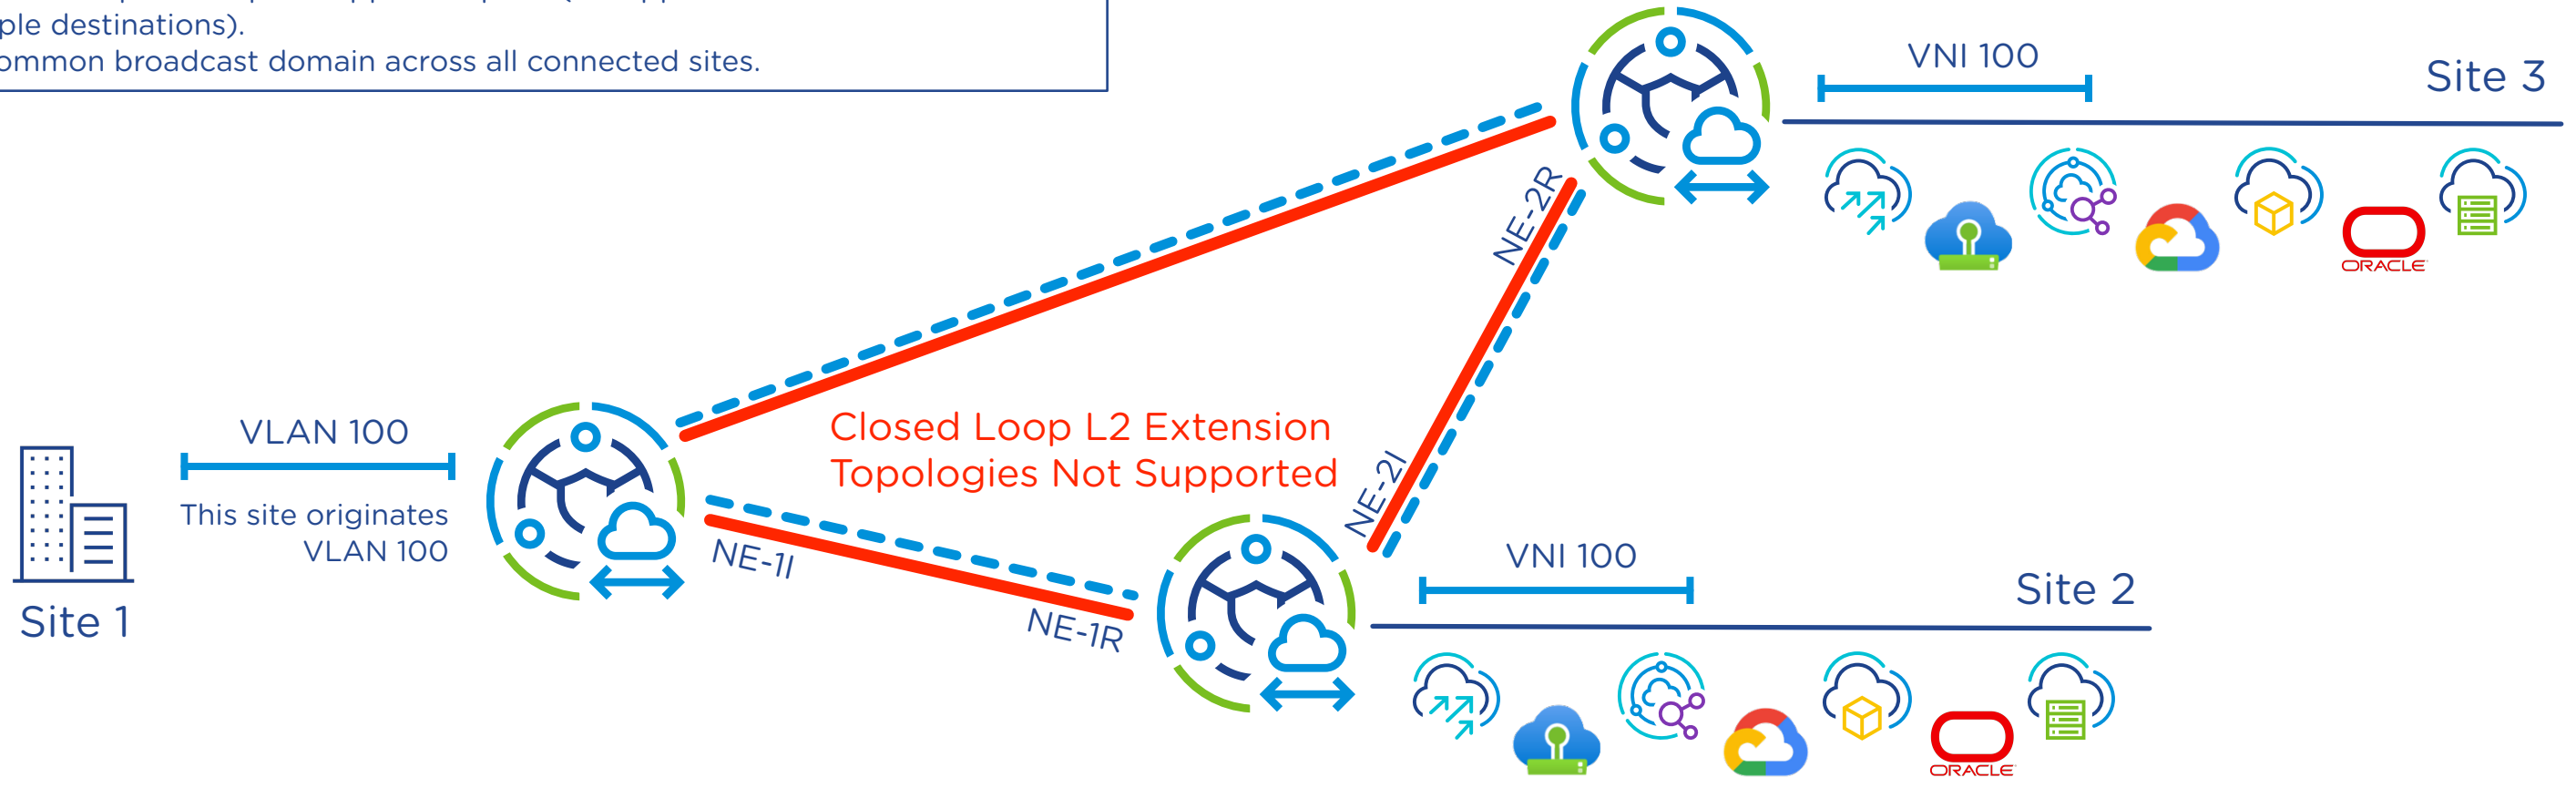 ple destinations).
ommon broadcast domain across all connected sites.
VNI 100
Site 3
NE-2R
ORACLE
VLAN 100
Closed Loop L2 Extension
Topologies Not Supported
This site originates
VLAN 100
NE-2I
NE-1I
VNI 100
Site 2
Site 1
NE-1R
ORACLE